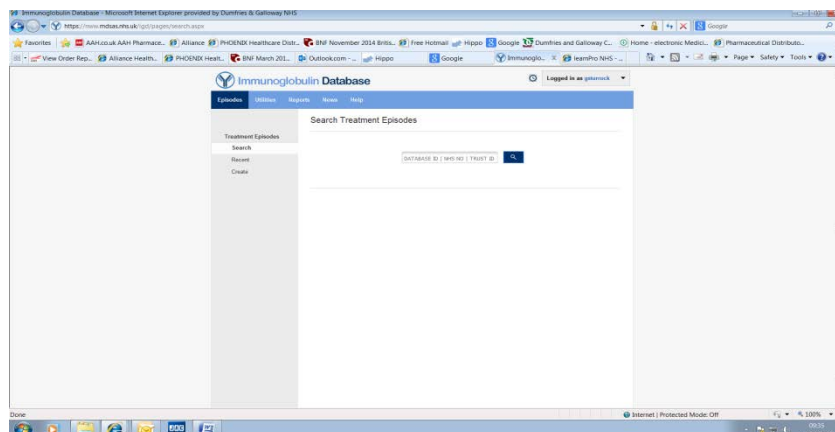 Immunoglobulin Database - Microsoft Internet Explorer provided by Dumfries & Galloway NHS
https://www.mdsas.nhs.uk/igd/pages/search.aspx
Google
Favorites AAH.co.uk AAH Pharmace... Alliance PHOENIX Healthcare Distr... BNF November 2014 Britis... Free Hotmail Hippo Google Dumfries and Galloway C... Home - electronic Medici... Pharmaceutical Distributo...
View Order Rep... Alliance Health... PHOENIX Healt... BNF March 201... Outlook.com - ... Hippo Google Immunoglo... X learnPro NHS - ... Page Safety Tools
Immunoglobulin Database
Logged in as
Episodes Utilities Reports News Help
Search Treatment Episodes
Treatment Episodes
Search
Recent
Create
DATABASE ID | NHS NO | TRUST ID
Done
Internet | Protected Mode: Off
100%
09:35